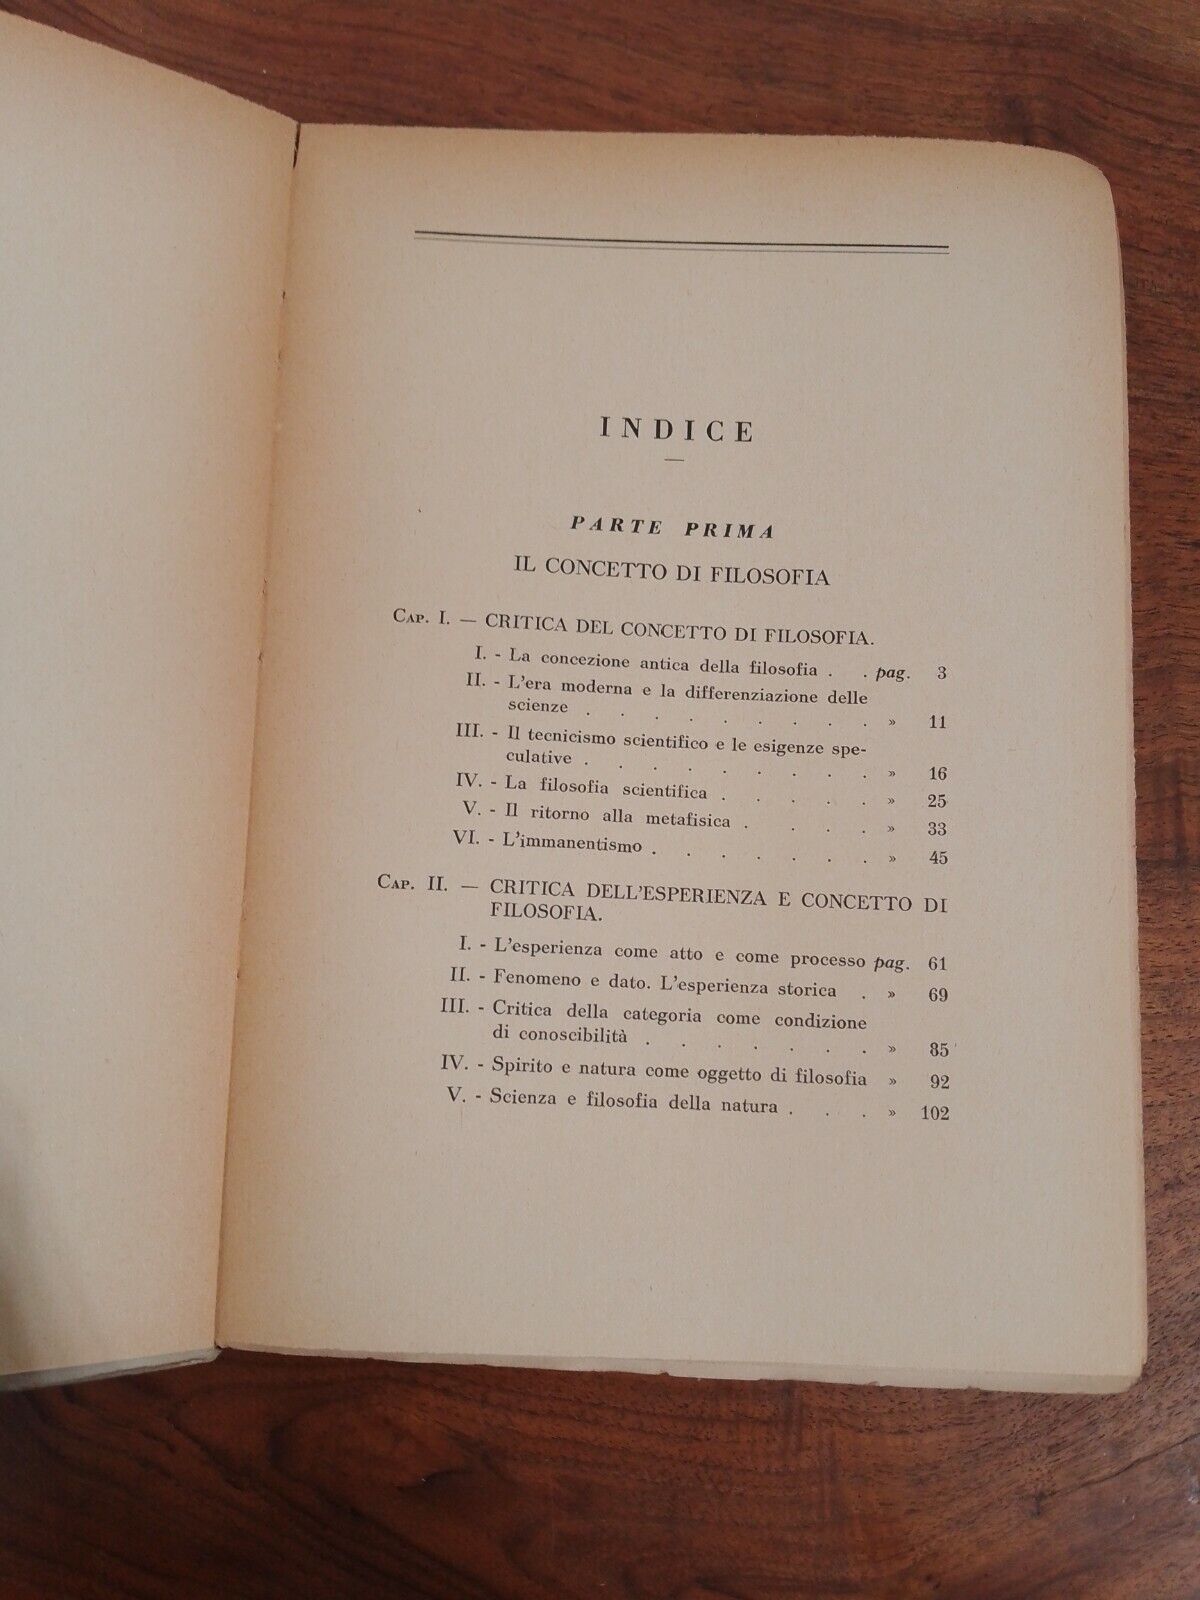 INDICE
PARTE PRIMA
IL CONCETTO DI FILOSOFIA
CAP. I. — CRITICA DEL CONCETTO DI FILOSOFIA.
I. - La concezione antica della filosofia . . pag. 3
II. - L'era moderna e la differenziazione delle
scienze . . . . . . . . . » 11
III. - Il tecnicismo scientifico e le esigenze spe-
culative . . . . . . . . . » 16
IV. - La filosofia scientifica . . . . . » 25
V. - Il ritorno alla metafisica . . . . » 33
VI. - L'immanentismo . . . . . . . » 45
CAP. II. — CRITICA DELL'ESPERIENZA E CONCETTO DI
FILOSOFIA.
I. - L'esperienza come atto e come processo pag. 61
II. - Fenomeno e dato. L'esperienza storica . » 69
III. - Critica della categoria come condizione
di conoscibilità . . . . . . . » 85
IV. - Spirito e natura come oggetto di filosofia » 92
V. - Scienza e filosofia della natura . . . » 102